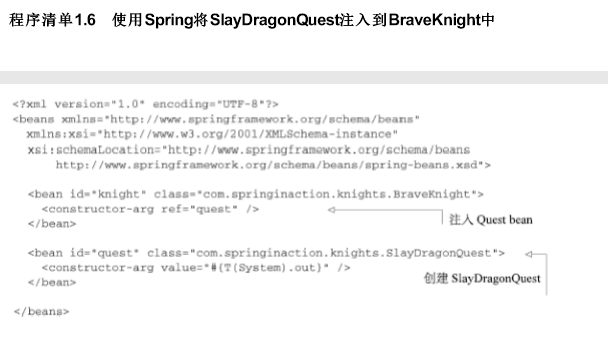 程序清单1.6 使用Spring将SlayDragonQuest注入到BraveKnight中
<?xml version="1.0" encoding="UTF-8"?>
<beans xmlns="http://www.springframework.org/schema/beans"
xmlns:xsi="http://www.w3.org/2001/XMLSchema-instance"
xsi:schemaLocation="http://www.springframework.org/schema/beans
http://www.springframework.org/schema/beans/spring-beans.xsd">
<bean id="knight" class="com.springinaction.knights.BraveKnight">
<constructor-arg ref="quest" />
注入 Quest bean
</bean>
<bean id="quest" class="com.springinaction.knights.SlayDragonQuest">
<constructor-arg value="#{T(System).out}" />
创建 SlayDragonQuest
</bean>
</beans>